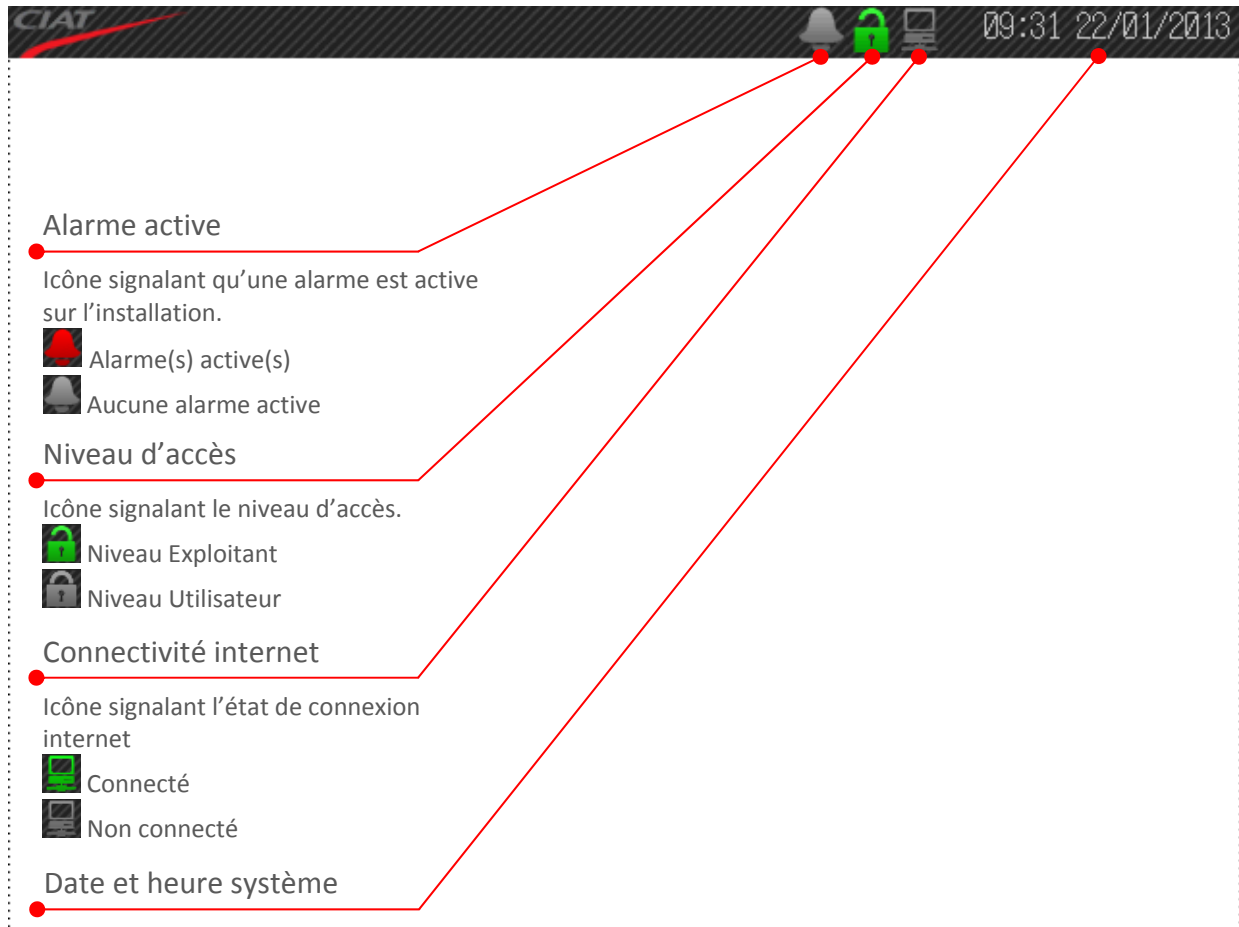 CIAT
09:31 22/01/2013
Alarme active
Icône signalant qu’une alarme est active
sur l’installation.
Alarme(s) active(s)
Aucune alarme active
Niveau d’accès
Icône signalant le niveau d’accès.
Niveau Exploitant
Niveau Utilisateur
Connectivité internet
Icône signalant l’état de connexion
internet
Connecté
Non connecté
Date et heure système